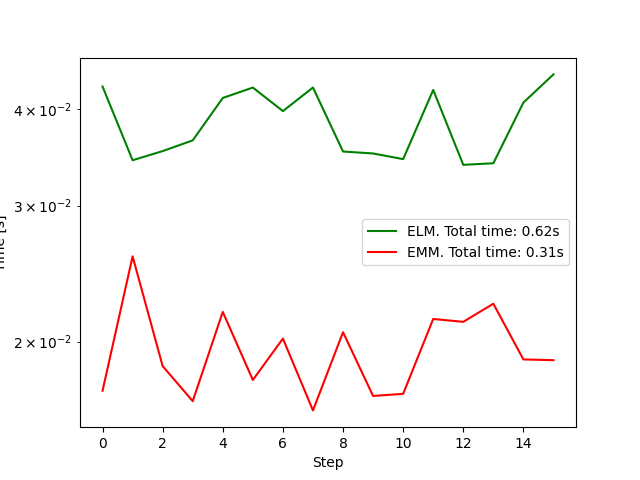 4 × 10⁻²
3 × 10⁻²
2 × 10⁻²
Time [s]
ELM. Total time: 0.62s
EMM. Total time: 0.31s
0 2 4 6 8 10 12 14
Step